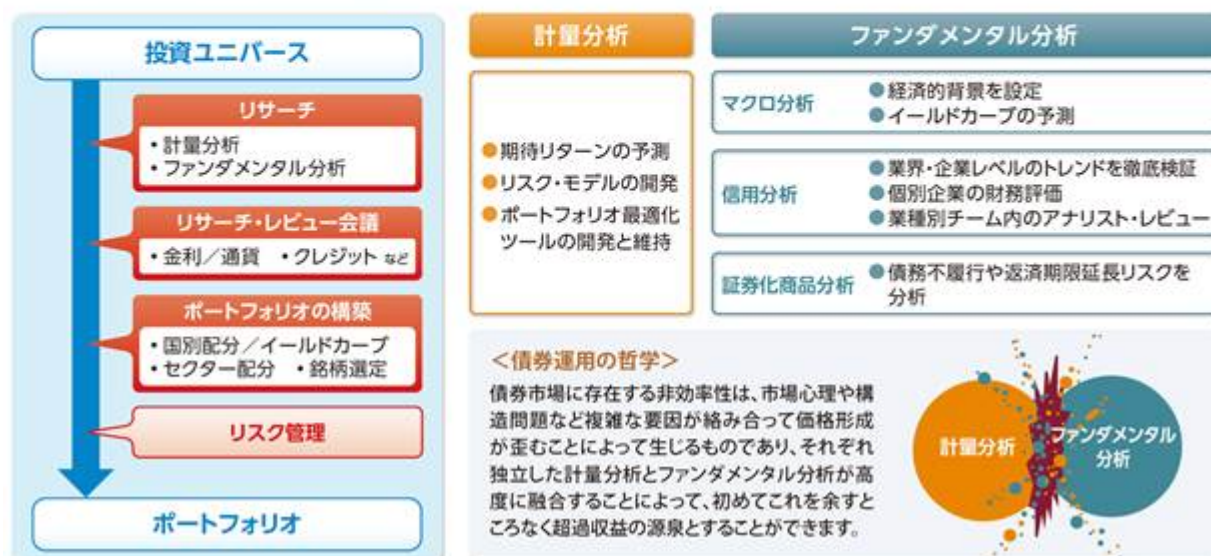 投資ユニバース
リサーチ
・計量分析
・ファンダメンタル分析
リサーチ・レビュー会議
・金利／通貨 ・クレジット など
ポートフォリオの構築
・国別配分／イールドカーブ
・セクター配分 ・銘柄選定
リスク管理
ポートフォリオ
計量分析
●期待リターンの予測
●リスク・モデルの開発
●ポートフォリオ最適化
ツールの開発と維持
ファンダメンタル分析
マクロ分析
●経済的背景を設定
●イールドカーブの予測
信用分析
●業界・企業レベルのトレンドを徹底検証
●個別企業の財務評価
●業種別チーム内のアナリスト・レビュー
証券化商品分析
●債務不履行や返済期限延長リスクを
分析
＜債券運用の哲学＞
債券市場に存在する非効率性は、市場心理や構
造問題など複雑な要因が絡み合って価格形成
が歪むことによって生じるものであり、それぞれ
独立した計量分析とファンダメンタル分析が高
度に融合することによって、初めてこれを余すと
ころなく超過収益の源泉とすることができます。
計量分析
ファンダメンタル
分析